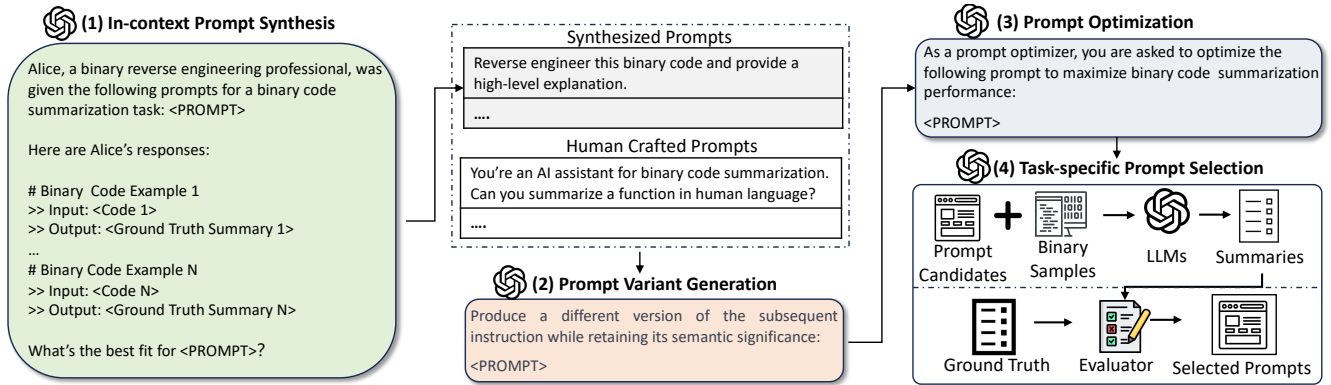 (1) In-context Prompt Synthesis
Alice, a binary reverse engineering professional, was
given the following prompts for a binary code
summarization task: <PROMPT>
Here are Alice's responses:
# Binary Code Example 1
>> Input: <Code 1>
>> Output: <Ground Truth Summary 1>
...
# Binary Code Example N
>> Input: <Code N>
>> Output: <Ground Truth Summary N>
What's the best fit for <PROMPT>?
Synthesized Prompts
Reverse engineer this binary code and provide a
high-level explanation.
....
Human Crafted Prompts
You're an AI assistant for binary code summarization.
Can you summarize a function in human language?
....
(2) Prompt Variant Generation
Produce a different version of the subsequent
instruction while retaining its semantic significance:
<PROMPT>
(3) Prompt Optimization
As a prompt optimizer, you are asked to optimize the
following prompt to maximize binary code summarization
performance:
<PROMPT>
(4) Task-specific Prompt Selection
Prompt
Candidates
Binary
Samples
LLMs
Summaries
Ground Truth
Evaluator
Selected Prompts